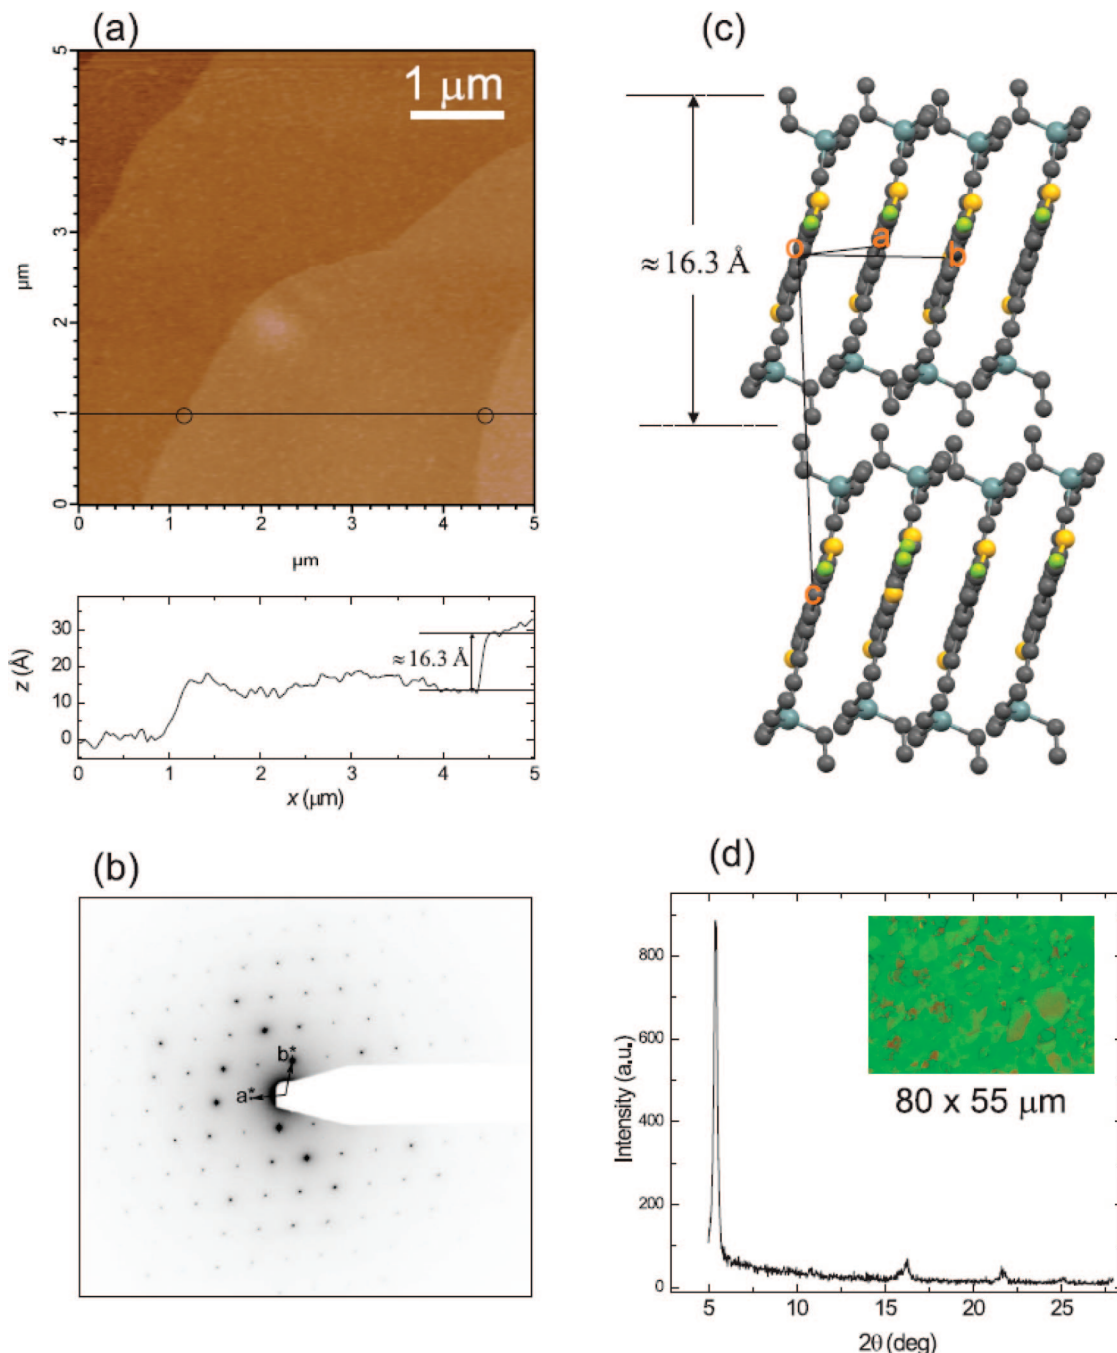 (a)
1 μm
μm
5
4
3
2
1
0
0 1 2 3 4 5
μm
z (Å)
30
20
10
0
≈ 16.3 Å
0 1 2 3 4 5
x (μm)
(b)
b*
a*
(c)
≈ 16.3 Å
o
a
b
c
(d)
Intensity (a.u.)
800
600
400
200
0
80 x 55 μm
5 10 15 20 25
2θ (deg)